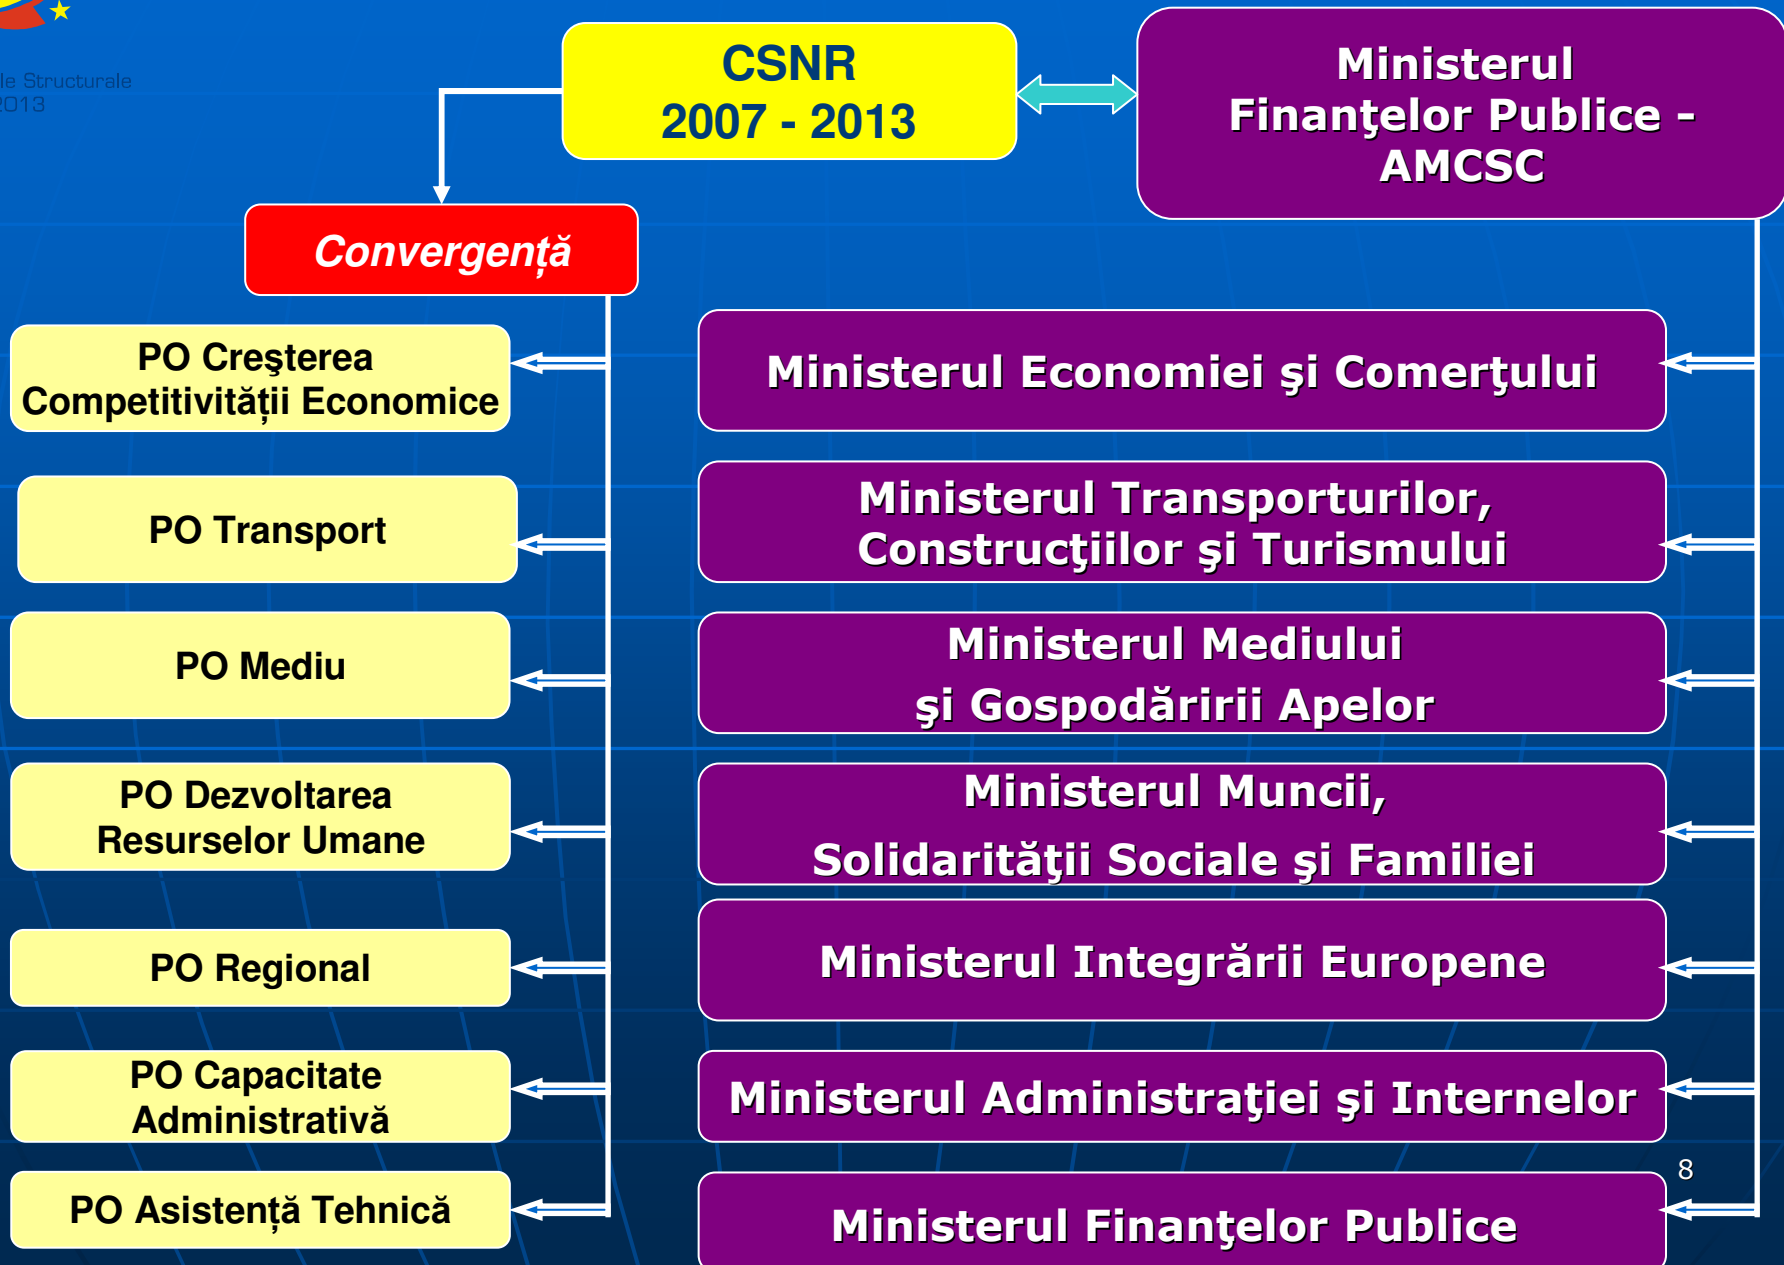 le Structurale
2013
CSNR
2007 - 2013
Ministerul
Finanţelor Publice -
AMCSC
Convergență
PO Creşterea
Competitivității Economice
Ministerul Economiei şi Comerţului
PO Transport
Ministerul Transporturilor,
Construcţiilor şi Turismului
PO Mediu
Ministerul Mediului
şi Gospodăririi Apelor
PO Dezvoltarea
Resurselor Umane
Ministerul Muncii,
Solidarităţii Sociale şi Familiei
PO Regional
Ministerul Integrării Europene
PO Capacitate
Administrativă
Ministerul Administraţiei şi Internelor
8
PO Asistență Tehnică
Ministerul Finanţelor Publice